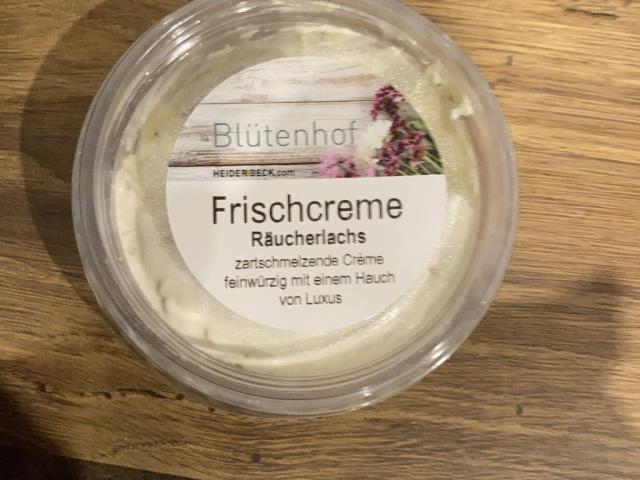 Blütenhof
HEIDERBECK.com
Frischcreme
Räucherlachs
zartschmelzende Crème
feinwürzig mit einem Hauch
von Luxus